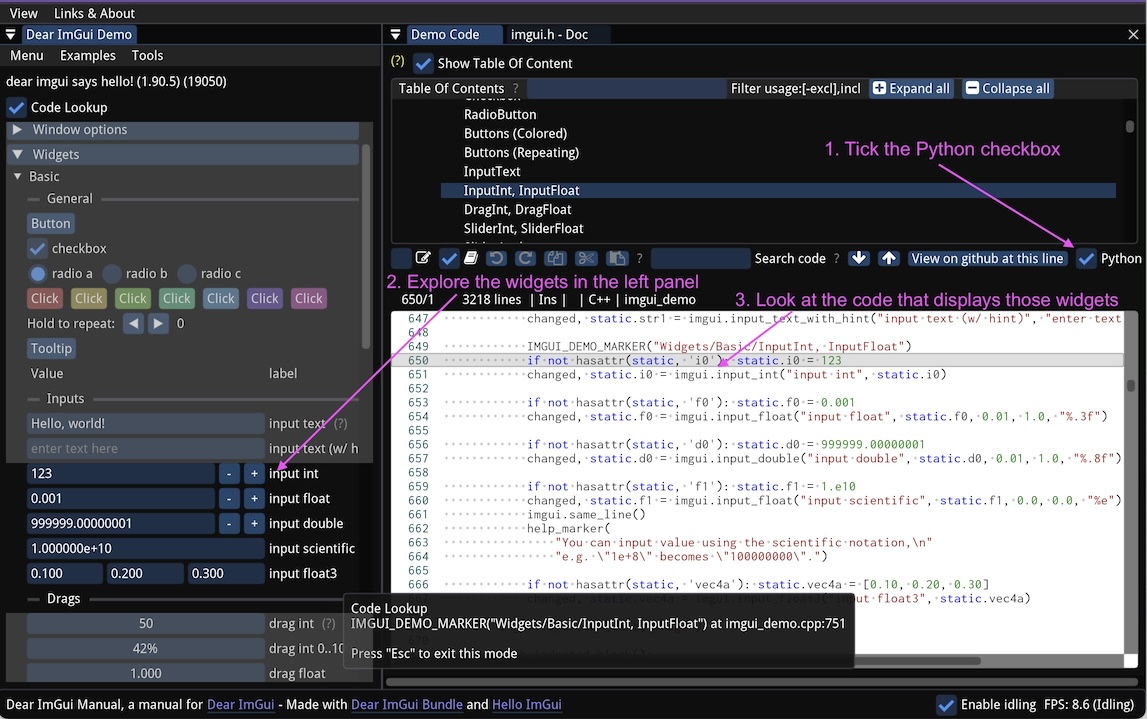 View Links & About
Dear ImGui Demo
Menu Examples Tools
dear imgui says hello! (1.90.5) (19050)
Code Lookup
Window options
Widgets
Basic
General
Button
checkbox
radio a radio b radio c
Click Click Click Click Click Click Click
Hold to repeat: 0
Tooltip
Value label
Inputs
Hello, world! input text (?)
enter text here input text (w/ h
123 - + input int
0.001 - + input float
999999.00000001 - + input double
1.000000e+10 input scientific
0.100 0.200 0.300 input float3
Drags
50 drag int (?)
42% drag int 0..10
1.000 drag float
Demo Code imgui.h - Doc
(?) Show Table Of Content
Table Of Contents ? Filter usage:[-excl],incl Expand all Collapse all
RadioButton
Buttons (Colored)
Buttons (Repeating)
InputText
InputInt, InputFloat
DragInt, DragFloat
SliderInt, SliderFloat
1. Tick the Python checkbox
? Search code ? View on github at this line Python
2. Explore the widgets in the left panel
650/1 3218 lines | Ins | | C++ | imgui_demo
3. Look at the code that displays those widgets
647 changed, static.str1 = imgui.input_text_with_hint("input text (w/ hint)", "enter text
648
649 IMGUI_DEMO_MARKER("Widgets/Basic/InputInt, InputFloat")
650 if not hasattr(static, 'i0'): static.i0 = 123
651 changed, static.i0 = imgui.input_int("input int", static.i0)
652
653 if not hasattr(static, 'f0'): static.f0 = 0.001
654 changed, static.f0 = imgui.input_float("input float", static.f0, 0.01, 1.0, "%.3f")
655
656 if not hasattr(static, 'd0'): static.d0 = 999999.00000001
657 changed, static.d0 = imgui.input_double("input double", static.d0, 0.01, 1.0, "%.8f")
658
659 if not hasattr(static, 'f1'): static.f1 = 1.e10
660 changed, static.f1 = imgui.input_float("input scientific", static.f1, 0.0, 0.0, "%e")
661 imgui.same_line()
662 help_marker(
663 "You can input value using the scientific notation,\n"
664 "e.g. \"1e+8\" becomes \"100000000\".")
665
666 if not hasattr(static, 'vec4a'): static.vec4a = [0.10, 0.20, 0.30]
float3", static.vec4a)
Code Lookup
IMGUI_DEMO_MARKER("Widgets/Basic/InputInt, InputFloat") at imgui_demo.cpp:751
Press "Esc" to exit this mode
Dear ImGui Manual, a manual for Dear ImGui - Made with Dear ImGui Bundle and Hello ImGui
Enable idling FPS: 8.6 (Idling)